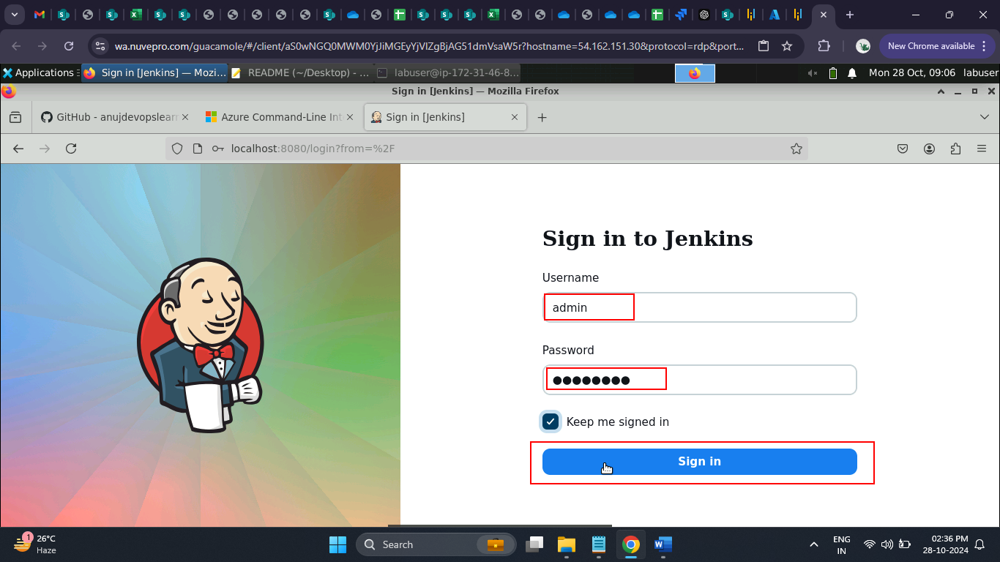 wa.nuvepro.com/guacamole/#/client/aS0wNGQ0MWM0YjJiMGEyYjVlZgBjAG51dmVsaW5r?hostname=54.162.151.30&protocol=rdp&port...
New Chrome available
Applications
Sign in [Jenkins] — Mozi...
README (~/Desktop) - ...
labuser@ip-172-31-46-8...
Mon 28 Oct, 09:06
labuser
Sign in [Jenkins] — Mozilla Firefox
GitHub - anujdevopslearn
Azure Command-Line Int
Sign in [Jenkins]
localhost:8080/login?from=%2F
Sign in to Jenkins
Username
admin
Password
●●●●●●●●
Keep me signed in
Sign in
1
26°C
Haze
Search
ENG
IN
02:36 PM
28-10-2024